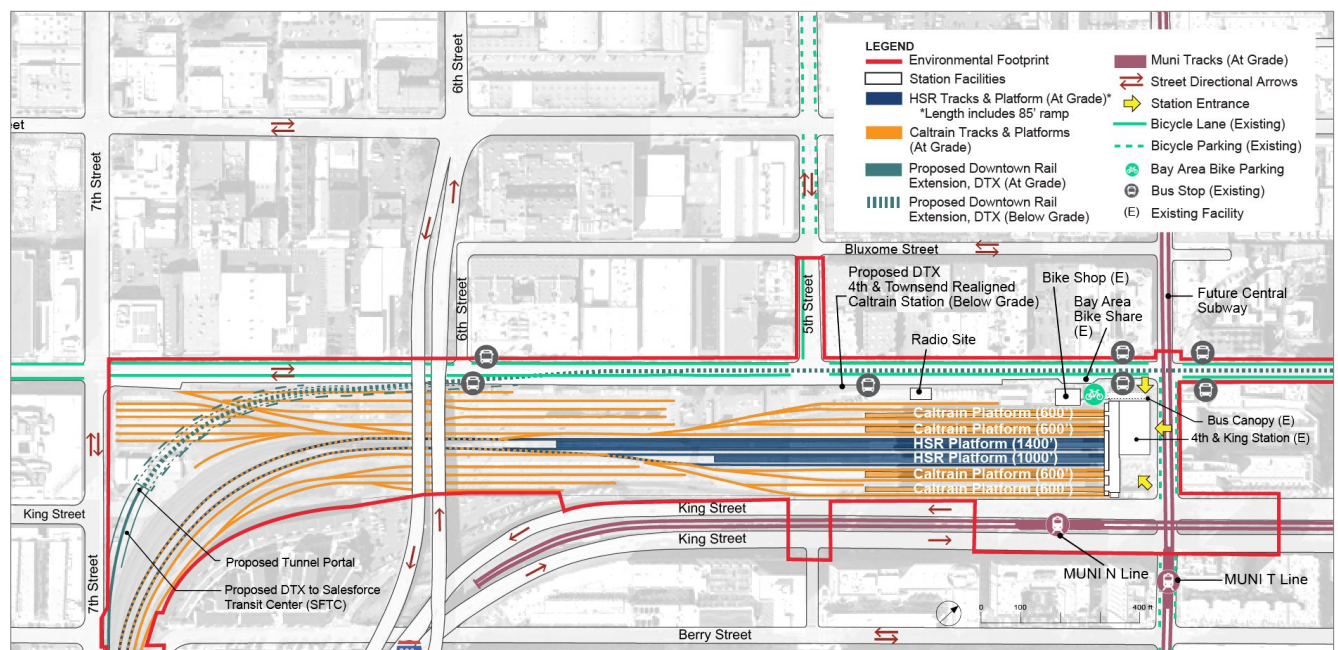 LEGEND
Environmental Footprint
Station Facilities
HSR Tracks & Platform (At Grade)*
*Length includes 85' ramp
Caltrain Tracks & Platforms
(At Grade)
Proposed Downtown Rail
Extension, DTX (At Grade)
Proposed Downtown Rail
Extension, DTX (Below Grade)
Muni Tracks (At Grade)
Street Directional Arrows
Station Entrance
Bicycle Lane (Existing)
Bicycle Parking (Existing)
Bay Area Bike Parking
Bus Stop (Existing)
(E) Existing Facility
6th Street
eet
7th Street
Bluxome Street
6th Street
5th Street
Proposed DTX
4th & Townsend Realigned
Caltrain Station (Below Grade)
Bike Shop (E)
Bay Area
Bike Share
(E)
Future Central
Subway
Radio Site
Caltrain Platform (600')
Caltrain Platform (600')
HSR Platform (1400')
HSR Platform (1000')
Caltrain Platform (600')
Caltrain Platform (600')
Bus Canopy (E)
4th & King Station (E)
King Street
King Street
King Street
7th Street
Proposed Tunnel Portal
Proposed DTX to Salesforce
Transit Center (SFTC)
MUNI N Line
MUNI T Line
0 100 400 ft
Berry Street